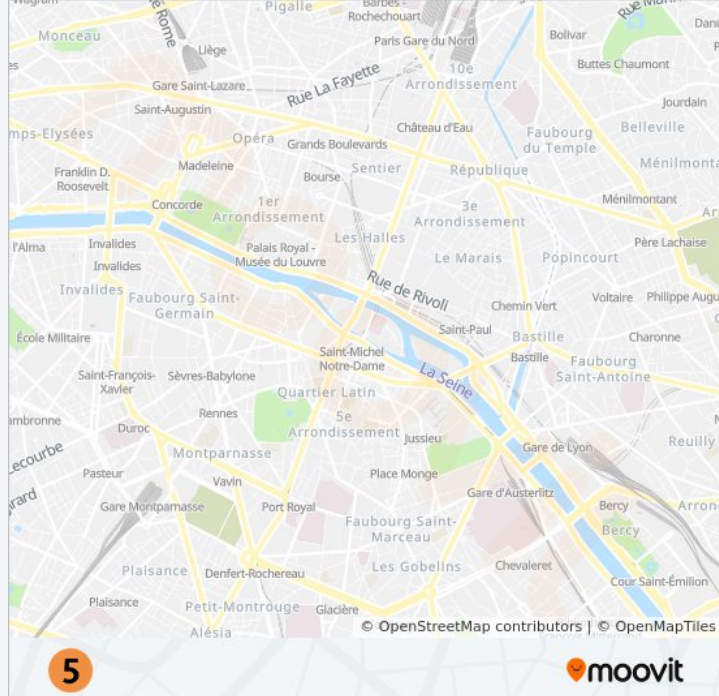 Pigalle
Barbès -
Rochechouart
Monceau
Rome
Liège
Paris Gare du Nord
Bolivar
Buttes Chaumont
Gare Saint-Lazare
Rue La Fayette
10e
Arrondissement
Jourdain
Saint-Augustin
Château d'Eau
Belleville
mps-Elysées
Opéra
Grands Boulevards
Faubourg
du Temple
Madeleine
Sentier
République
Ménilmonta
Franklin D.
Roosevelt
Bourse
Concorde
1er
Arrondissement
3e
Arrondissement
Ménilmontant
l'Alma
Invalides
Palais Royal -
Musée du Louvre
Les Halles
Père Lachaise
Invalides
Le Marais
Popincourt
Invalides
Faubourg Saint-
Germain
Rue de Rivoli
Chemin Vert
Voltaire
Philippe Augu
École Militaire
Saint-Paul
Bastille
Charonne
Saint-Michel
Notre-Dame
Bastille
Faubourg
Saint-Antoine
Saint-François-
Xavier
Sèvres-Babylone
La Seine
Quartier Latin
ambronne
Duroc
Rennes
5e
Arrondissement
Jussieu
Reuilly
Montparnasse
Gare de Lyon
ecourbe
Pasteur
Vavin
Place Monge
Gare d'Austerlitz
Gare Montparnasse
Port Royal
Bercy
Arron
Faubourg Saint-
Marceau
Bercy
Plaisance
Denfert-Rochereau
Les Gobelins
Chevaleret
Cour Saint-Émilion
Plaisance
Petit-Montrouge
Glacière
Alésia
© OpenStreetMap contributors | © OpenMapTiles
5
moovit